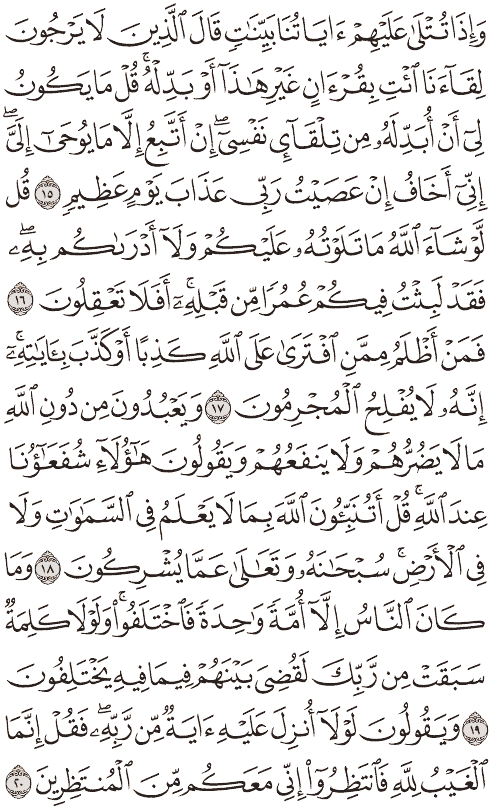 وَإِذَا تُتْلَىٰ عَلَيْهِمْ ءَايَاتُنَا بَيِّنَٰتٍ قَالَ ٱلَّذِينَ لَا يَرْجُونَ
لِقَآءَنَا ٱئْتِ بِقُرْءَانٍ غَيْرِ هَٰذَآ أَوْ بَدِّلْهُ ۚ قُلْ مَا يَكُونُ
لِىٓ أَنْ أُبَدِّلَهُۥ مِن تِلْقَآئِ نَفْسِىٓ ۖ إِنْ أَتَّبِعُ إِلَّا مَا يُوحَىٰٓ إِلَىَّ ۖ
إِنِّىٓ أَخَافُ إِنْ عَصَيْتُ رَبِّى عَذَابَ يَوْمٍ عَظِيمٍ ١٥ قُل
لَّوْ شَآءَ ٱللَّهُ مَا تَلَوْتُهُۥ عَلَيْكُمْ وَلَآ أَدْرَىٰكُم بِهِۦ ۖ
فَقَدْ لَبِثْتُ فِيكُمْ عُمُرًا مِّن قَبْلِهِۦٓ ۚ أَفَلَا تَعْقِلُونَ ١٦
فَمَنْ أَظْلَمُ مِمَّنِ ٱفْتَرَىٰ عَلَى ٱللَّهِ كَذِبًا أَوْ كَذَّبَ بِـَٔايَٰتِهِۦٓ ۚ
إِنَّهُۥ لَا يُفْلِحُ ٱلْمُجْرِمُونَ ١٧ وَيَعْبُدُونَ مِن دُونِ ٱللَّهِ
مَا لَا يَضُرُّهُمْ وَلَا يَنفَعُهُمْ وَيَقُولُونَ هَٰٓؤُلَآءِ شُفَعَٰٓؤُنَا
عِندَ ٱللَّهِ ۚ قُلْ أَتُنَبِّـُٔونَ ٱللَّهَ بِمَا لَا يَعْلَمُ فِى ٱلسَّمَٰوَٰتِ وَلَا
فِى ٱلْأَرْضِ ۚ سُبْحَٰنَهُۥ وَتَعَٰلَىٰ عَمَّا يُشْرِكُونَ ١٨ وَمَا
كَانَ ٱلنَّاسُ إِلَّآ أُمَّةً وَٰحِدَةً فَٱخْتَلَفُوا۟ ۚ وَلَوْلَا كَلِمَةٌ
سَبَقَتْ مِن رَّبِّكَ لَقُضِىَ بَيْنَهُمْ فِيمَا فِيهِ يَخْتَلِفُونَ
١٩ وَيَقُولُونَ لَوْلَآ أُنزِلَ عَلَيْهِ ءَايَةٌ مِّن رَّبِّهِۦ ۖ فَقُلْ إِنَّمَا
ٱلْغَيْبُ لِلَّهِ فَٱنتَظِرُوٓا۟ إِنِّى مَعَكُم مِّنَ ٱلْمُنتَظِرِينَ ٢٠